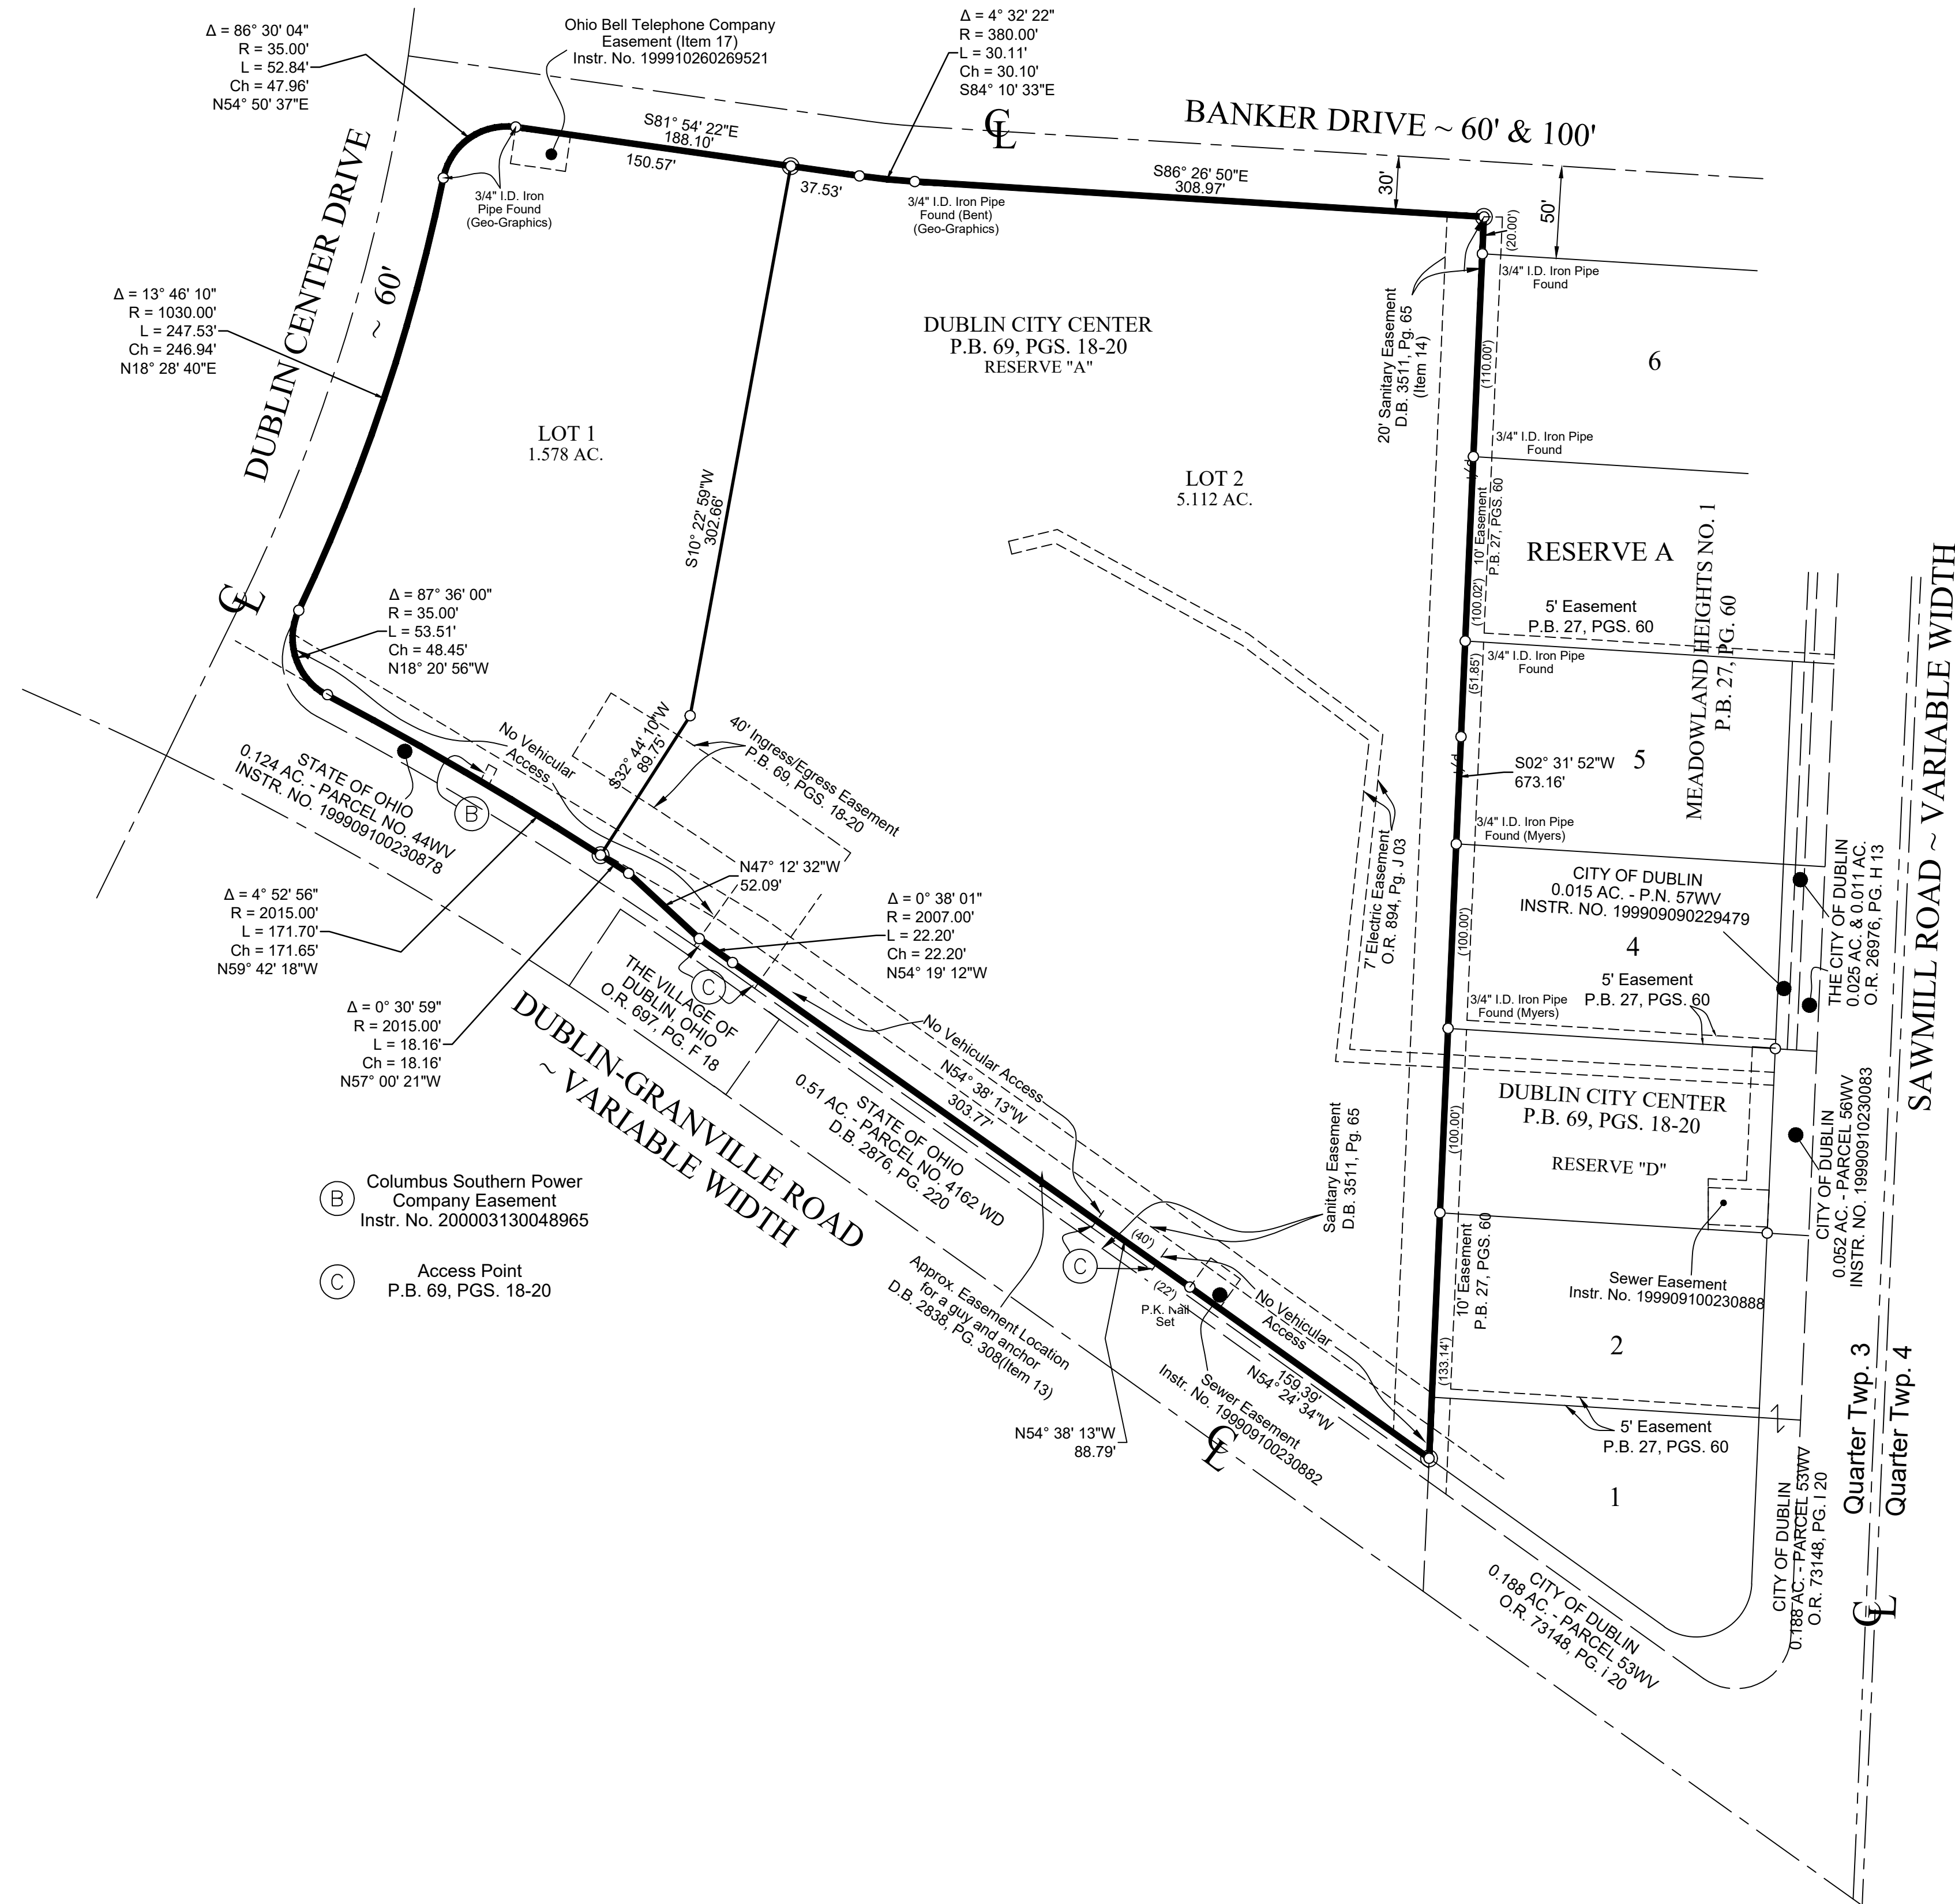 Δ = 86° 30' 04"
R = 35.00'
L = 52.84'
Ch = 47.96'
N54° 50' 37"E
Ohio Bell Telephone Company
Easement (Item 17)
Instr. No. 199910260269521
Δ = 4° 32' 22"
R = 380.00'
L = 30.11'
Ch = 30.10'
S84° 10' 33"E
CL
BANKER DRIVE ~ 60' & 100'
S81° 54' 22"E
188.10'
150.57'
37.53'
3/4" I.D. Iron
Pipe Found
(Geo-Graphics)
3/4" I.D. Iron Pipe
Found (Bent)
(Geo-Graphics)
S86° 26' 50"E
308.97'
30'
50'
(20.00')
3/4" I.D. Iron Pipe
Found
DUBLIN CENTER DRIVE
~ 60'
Δ = 13° 46' 10"
R = 1030.00'
L = 247.53'
Ch = 246.94'
N18° 28' 40"E
DUBLIN CITY CENTER
P.B. 69, PGS. 18-20
RESERVE "A"
20' Sanitary Easement
D.B. 3511, Pg. 65
(Item 14)
(110.00')
6
LOT 1
1.578 AC.
3/4" I.D. Iron Pipe
Found
LOT 2
5.112 AC.
S10° 22' 59"W
302.66'
10' Easement
P.B. 27, PGS. 60
RESERVE A
MEADOWLAND HEIGHTS NO. 1
P.B. 27, PG. 60
SAWMILL ROAD ~ VARIABLE WIDTH
(100.02')
5' Easement
P.B. 27, PGS. 60
CL
Δ = 87° 36' 00"
R = 35.00'
L = 53.51'
Ch = 48.45'
N18° 20' 56"W
3/4" I.D. Iron Pipe
Found
(51.85')
S32° 44' 10"W
89.75'
40' Ingress/Egress Easement
P.B. 69, PGS. 18-20
No Vehicular
Access
STATE OF OHIO
0.124 AC. - PARCEL NO. 44WV
INSTR. NO. 199909100230878
B
P/L
P/L
S02° 31' 52"W
673.16'
5
3/4" I.D. Iron Pipe
Found (Myers)
7' Electric Easement
O.R. 894, Pg. J 03
N47° 12' 32"W
52.09'
Δ = 0° 38' 01"
R = 2007.00'
L = 22.20'
Ch = 22.20'
N54° 19' 12"W
Δ = 4° 52' 56"
R = 2015.00'
L = 171.70'
Ch = 171.65'
N59° 42' 18"W
CITY OF DUBLIN
0.015 AC. - P.N. 57WV
INSTR. NO. 199909090229479
THE CITY OF DUBLIN
0.025 AC. & 0.011 AC.
O.R. 26976, PG. H 13
(100.00')
4
5' Easement
P.B. 27, PGS. 60
3/4" I.D. Iron Pipe
Found (Myers)
THE VILLAGE OF
DUBLIN, OHIO
O.R. 697, PG. F 18
C
Δ = 0° 30' 59"
R = 2015.00'
L = 18.16'
Ch = 18.16'
N57° 00' 21"W
DUBLIN-GRANVILLE ROAD
~ VARIABLE WIDTH
No Vehicular Access
N54° 38' 13"W
303.77'
STATE OF OHIO
0.51 AC. - PARCEL NO. 4162 WD
D.B. 2876, PG. 220
Sanitary Easement
D.B. 3511, Pg. 65
(100.00')
DUBLIN CITY CENTER
P.B. 69, PGS. 18-20
RESERVE "D"
CITY OF DUBLIN
0.052 AC. - PARCEL 56WV
INSTR. NO. 19990910230083
B
Columbus Southern Power
Company Easement
Instr. No. 200003130048965
C
Access Point
P.B. 69, PGS. 18-20
Approx. Easement Location
for a guy and anchor
D.B. 2838, PG. 308(Item 13)
C
(40')
(22')
P.K. Nail
Set
No Vehicular
Access
10' Easement
P.B. 27, PGS. 60
Sewer Easement
Instr. No. 199909100230888
(133.14')
2
159.39'
N54° 24' 34"W
Sewer Easement
Instr. No. 199909100230882
N54° 38' 13"W
88.79'
CL
5' Easement
P.B. 27, PGS. 60
1
Quarter Twp. 3
Quarter Twp. 4
CITY OF DUBLIN
0.188 AC. - PARCEL 53WV
O.R. 73148, PG. I 20
CITY OF DUBLIN
0.188 AC. - PARCEL 53WV
O.R. 73148, PG. i 20
CL